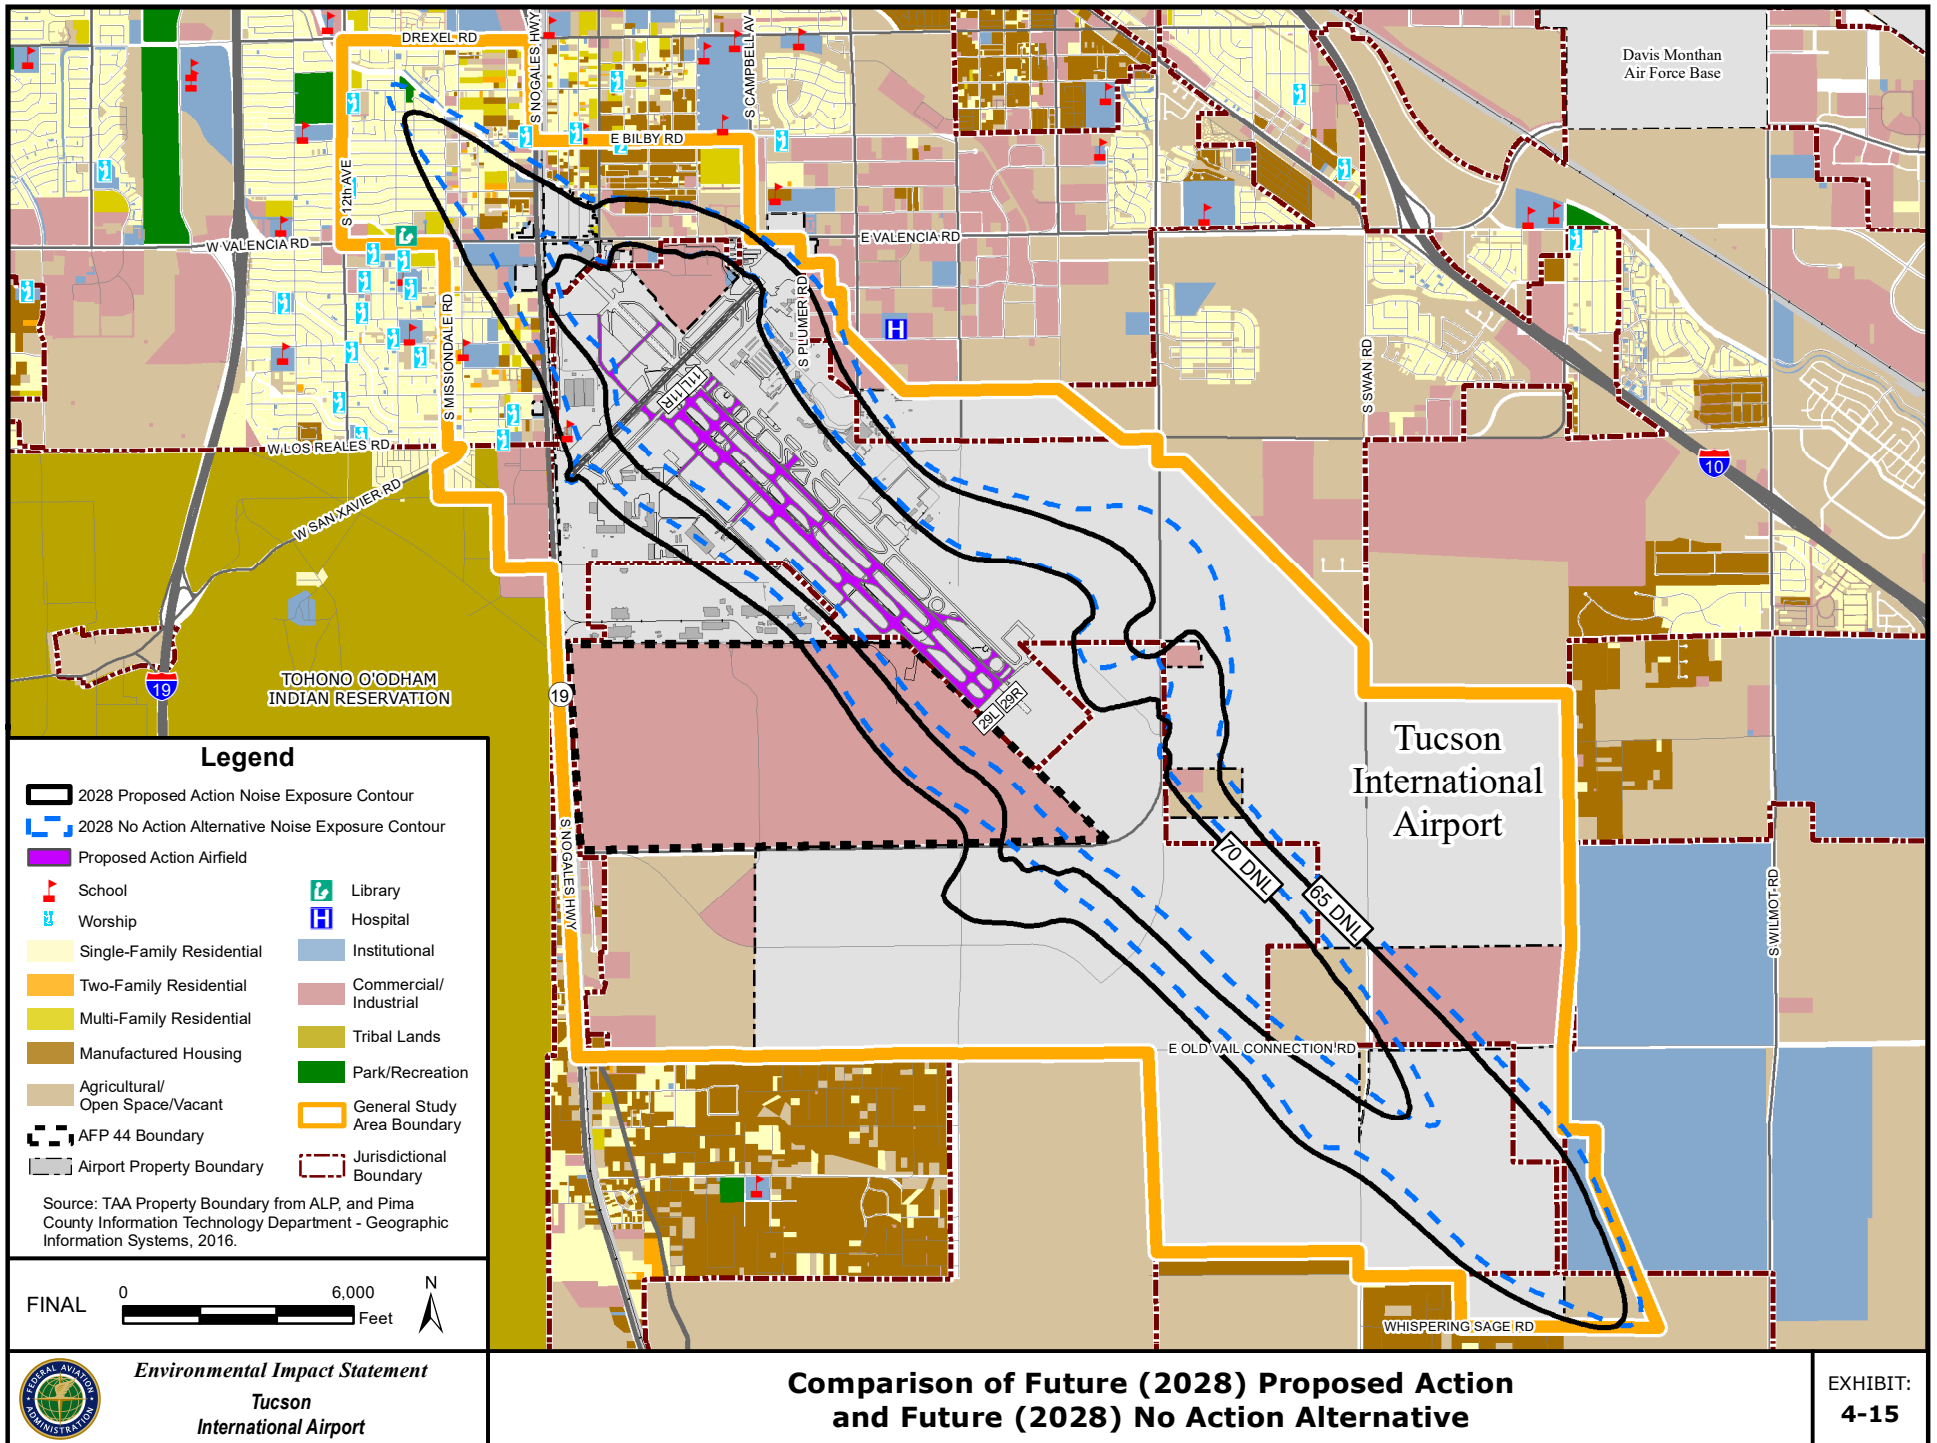 DREXEL RD
S NOGALES HWY
S CAMPBELL AV
Davis Monthan
Air Force Base
E BILBY RD
S 12th AVE
W VALENCIA RD
E VALENCIA RD
S PLUMER RD
S MISSIONDALE RD
H
S SWAN RD
11L
11R
W LOS REALES RD
10
W SAN XAVIER RD
TOHONO O'ODHAM
INDIAN RESERVATION
19
19
29L
29R
Tucson
International
Airport
S NOGALES HWY
70 DNL
65 DNL
S WILMOT RD
E OLD VAIL CONNECTION RD
WHISPERING SAGE RD
Legend
2028 Proposed Action Noise Exposure Contour
2028 No Action Alternative Noise Exposure Contour
Proposed Action Airfield
School
Library
Worship
H Hospital
Single-Family Residential
Institutional
Two-Family Residential
Commercial/
Industrial
Multi-Family Residential
Tribal Lands
Manufactured Housing
Park/Recreation
Agricultural/
Open Space/Vacant
General Study
Area Boundary
AFP 44 Boundary
Airport Property Boundary
Jurisdictional
Boundary
Source: TAA Property Boundary from ALP, and Pima
County Information Technology Department - Geographic
Information Systems, 2016.
FINAL
0 6,000
Feet
N
FEDERAL AVIATION
ADMINISTRATION
Environmental Impact Statement
Tucson
International Airport
Comparison of Future (2028) Proposed Action
and Future (2028) No Action Alternative
EXHIBIT:
4-15